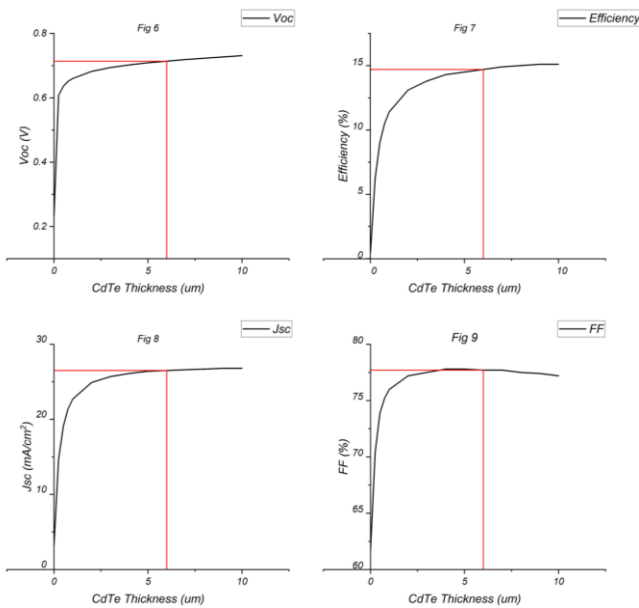 Fig 6
Voc
0.8
0.6
0.4
0.2
Voc (V)
0
5
10
CdTe Thickness (um)
Fig 7
Efficiency
15
10
5
0
Efficiency (%)
0
5
10
CdTe Thickness (um)
Fig 8
Jsc
30
20
10
0
Jsc (mA/cm²)
0
5
10
CdTe Thickness (um)
Fig 9
FF
80
75
70
65
60
FF (%)
0
5
10
CdTe Thickness (um)